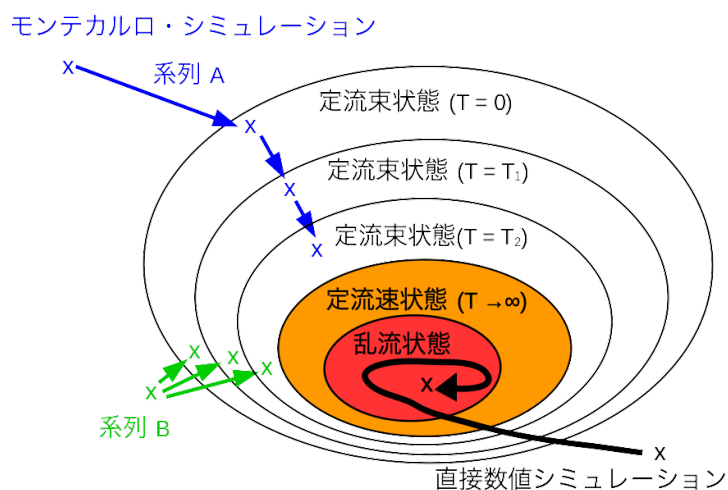 モンテカルロ・シミュレーション
x
系列 A
定流束状態 (T = 0)
x
定流束状態 (T = T₁)
x
定流束状態(T = T₂)
x
定流速状態 (T →∞)
乱流状態
x
x
x
x
x
系列 B
x
直接数値シミュレーション